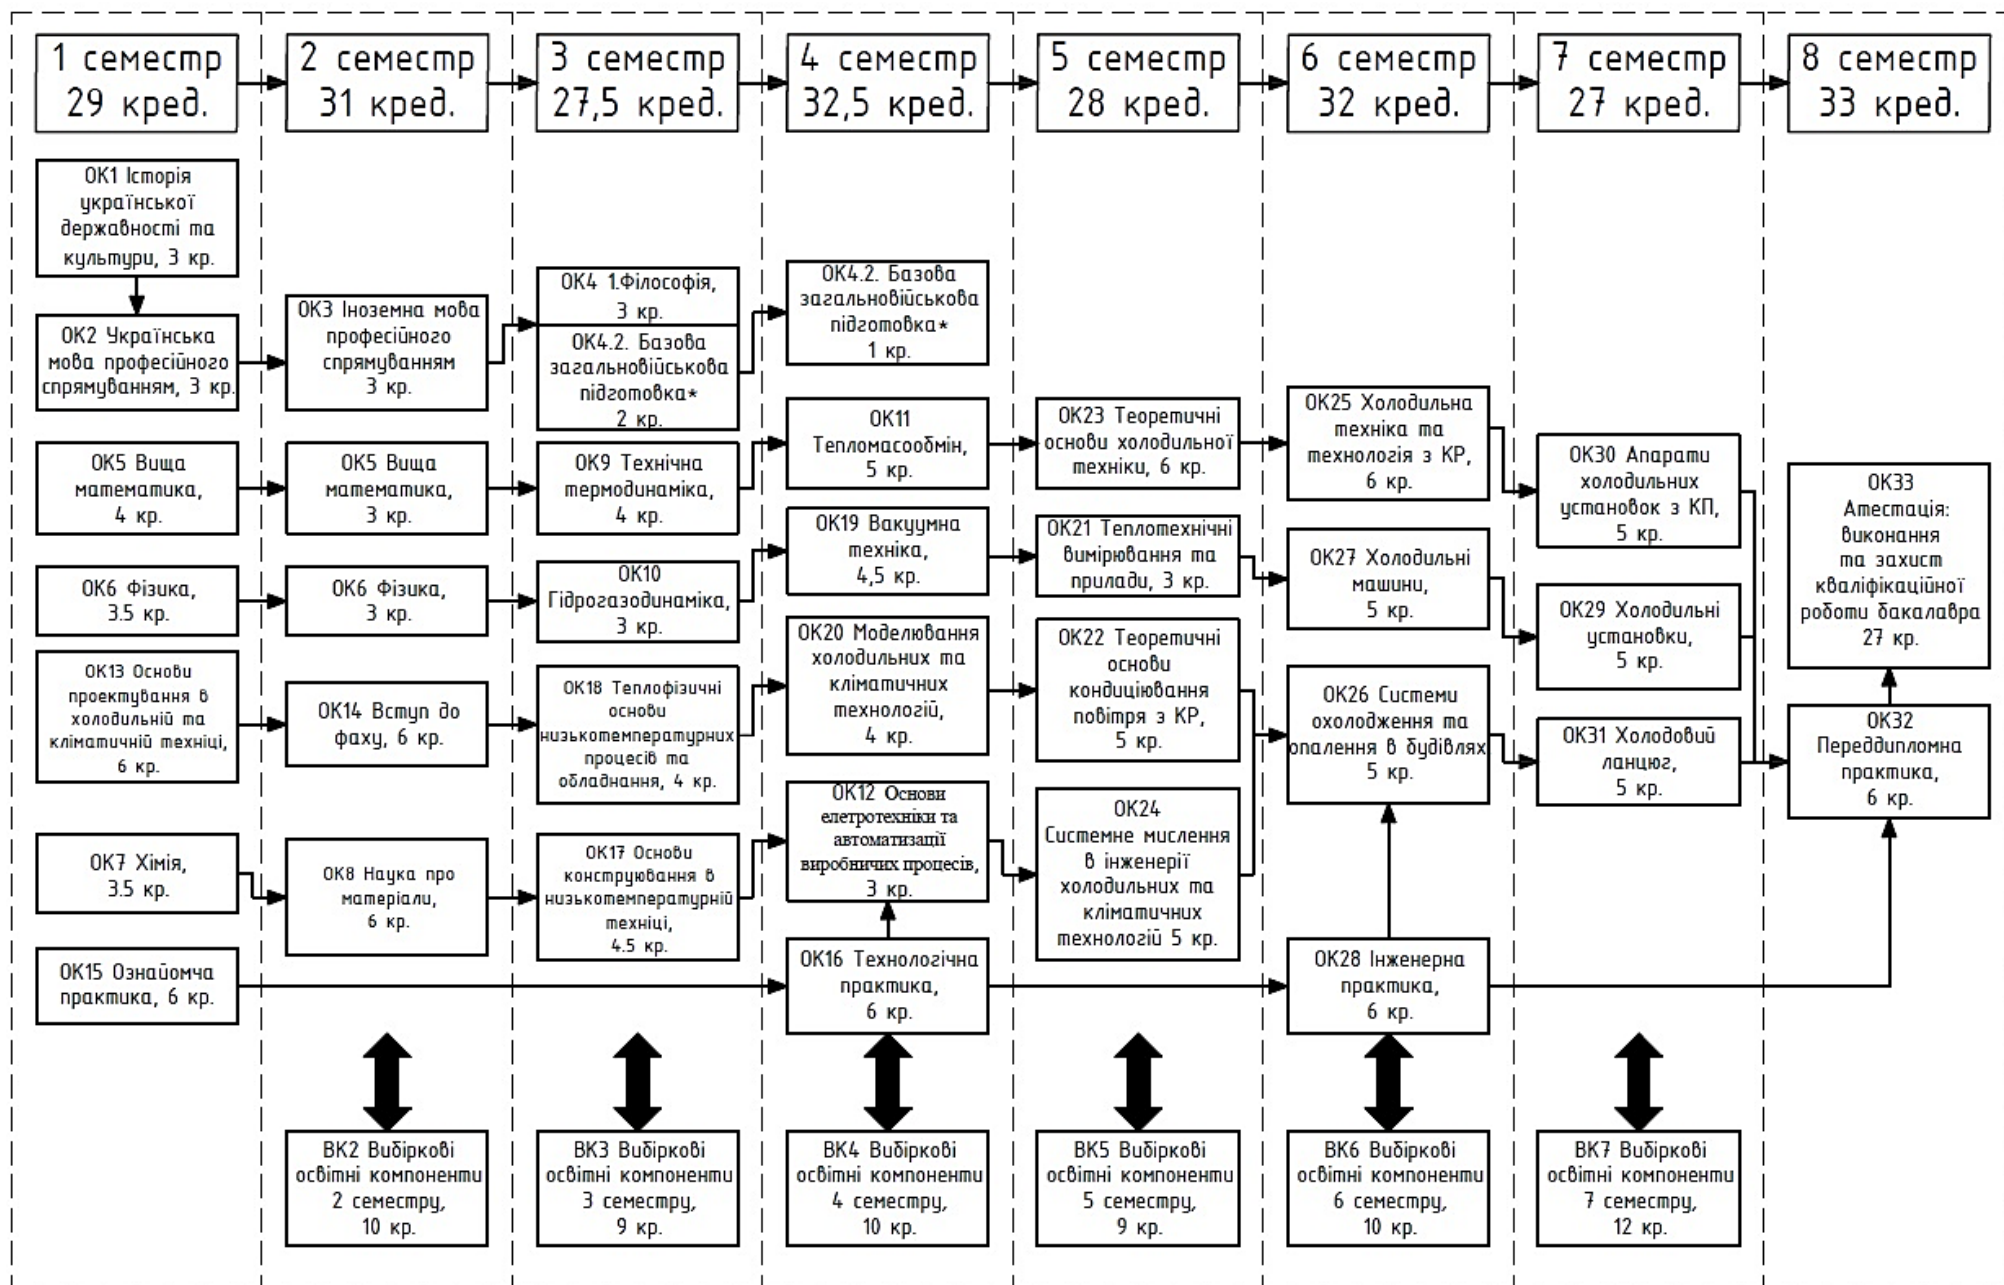 1 семестр
29 кред.
2 семестр
31 кред.
3 семестр
27,5 кред.
4 семестр
32,5 кред.
5 семестр
28 кред.
6 семестр
32 кред.
7 семестр
27 кред.
8 семестр
33 кред.
ОК1 Історія
української
державності та
культури, 3 кр.
ОК2 Українська
мова професійного
спрямуванням, 3 кр.
ОК5 Вища
математика,
4 кр.
ОК6 Фізика,
3.5 кр.
ОК13 Основи
проектування в
холодильній та
кліматичній техніці,
6 кр.
ОК7 Хімія,
3.5 кр.
ОК15 Ознайомча
практика, 6 кр.
ОК3 Іноземна мова
професійного
спрямуванням
3 кр.
ОК5 Вища
математика,
3 кр.
ОК6 Фізика,
3 кр.
ОК14 Вступ до
фаху, 6 кр.
ОК8 Наука про
матеріали,
6 кр.
ВК2 Вибіркові
освітні компоненти
2 семестру,
10 кр.
ОК4 1.Філософія,
3 кр.
ОК4.2. Базова
загальновійськова
підготовка*
2 кр.
ОК9 Технічна
термодинаміка,
4 кр.
ОК10
Гідрогазодинаміка,
3 кр.
ОК18 Теплофізичні
основи
низькотемпературних
процесів та
обладнання, 4 кр.
ОК17 Основи
конструювання в
низькотемпературній
техніці,
4.5 кр.
ВК3 Вибіркові
освітні компоненти
3 семестру,
9 кр.
ОК4.2. Базова
загальновійськова
підготовка*
1 кр.
ОК11
Тепломасообмін,
5 кр.
ОК19 Вакуумна
техніка,
4,5 кр.
ОК20 Моделювання
холодильних та
кліматичних
технологій,
4 кр.
ОК12 Основи
елетротехніки та
автоматизації
виробничих процесів,
3 кр.
ОК16 Технологічна
практика,
6 кр.
ВК4 Вибіркові
освітні компоненти
4 семестру,
10 кр.
ОК23 Теоретичні
основи холодильної
техніки, 6 кр.
ОК21 Теплотехнічні
вимірювання та
прилади, 3 кр.
ОК22 Теоретичні
основи
кондиціювання
повітря з КР,
5 кр.
ОК24
Системне мислення
в інженерії
холодильних та
кліматичних
технологій 5 кр.
ВК5 Вибіркові
освітні компоненти
5 семестру,
9 кр.
ОК25 Холодильна
техніка та
технологія з КР,
6 кр.
ОК27 Холодильні
машини,
5 кр.
ОК26 Системи
охолодження та
опалення в будівлях
5 кр.
ОК28 Інженерна
практика,
6 кр.
ВК6 Вибіркові
освітні компоненти
6 семестру,
10 кр.
ОК30 Апарати
холодильних
установок з КП,
5 кр.
ОК29 Холодильні
установки,
5 кр.
ОК31 Холодовий
ланцюг,
5 кр.
ВК7 Вибіркові
освітні компоненти
7 семестру,
12 кр.
ОК33
Атестація:
виконання
та захист
кваліфікаційної
роботи бакалавра
27 кр.
ОК32
Переддипломна
практика,
6 кр.